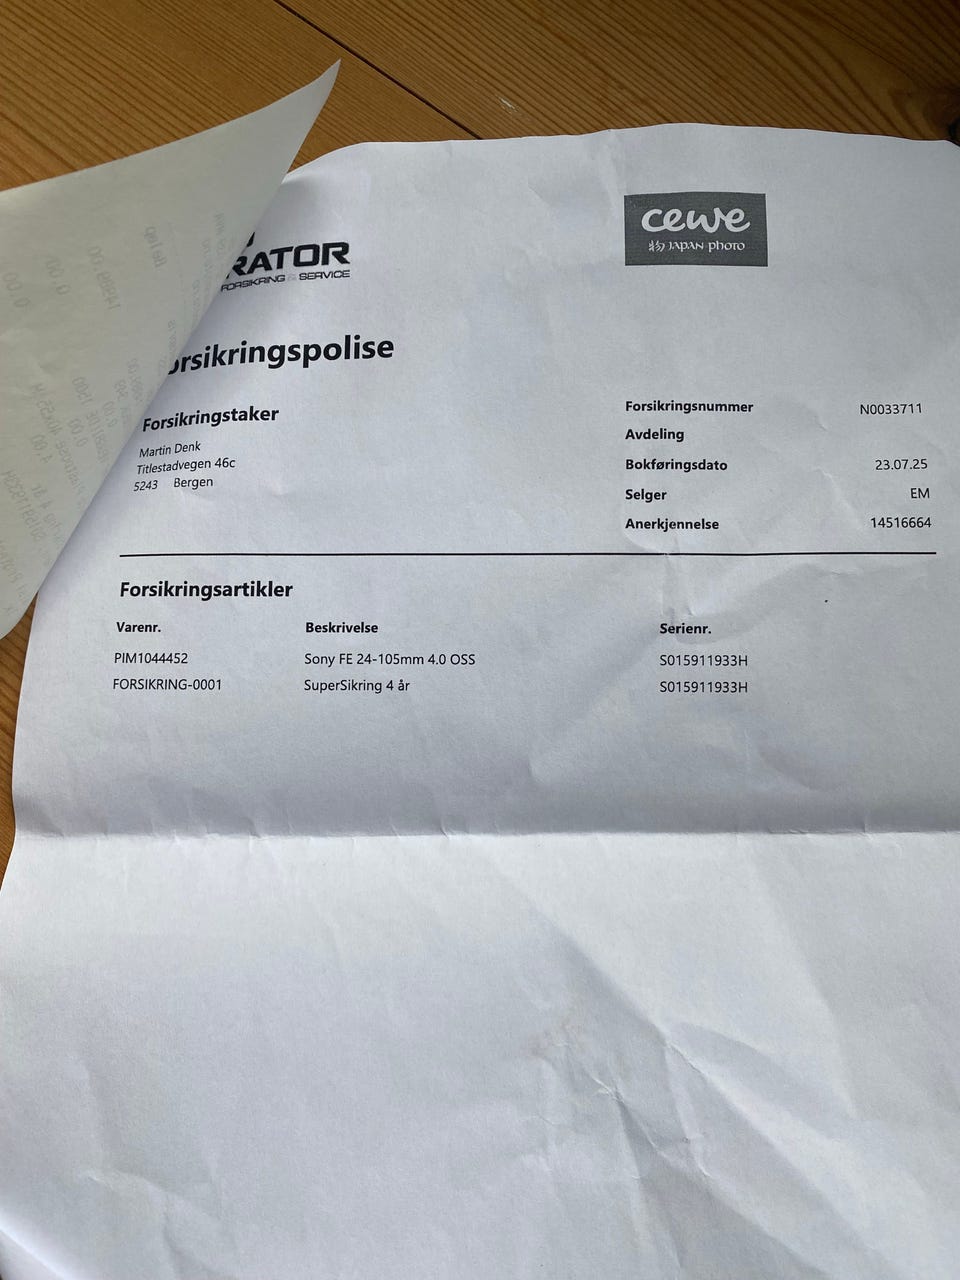 RATOR
FORSIKRING & SERVICE
cewe
JAPAN PHOTO
orsikringspolise
Forsikringstaker
Martin Denk
Titlestadvegen 46c
5243 Bergen
Forsikringsnummer N0033711
Avdeling
Bokføringsdato 23.07.25
Selger EM
Anerkjennelse 14516664
Forsikringsartikler
Varenr. Beskrivelse Serienr.
PIM1044452 Sony FE 24-105mm 4.0 OSS S015911933H
FORSIKRING-0001 SuperSikring 4 år S015911933H